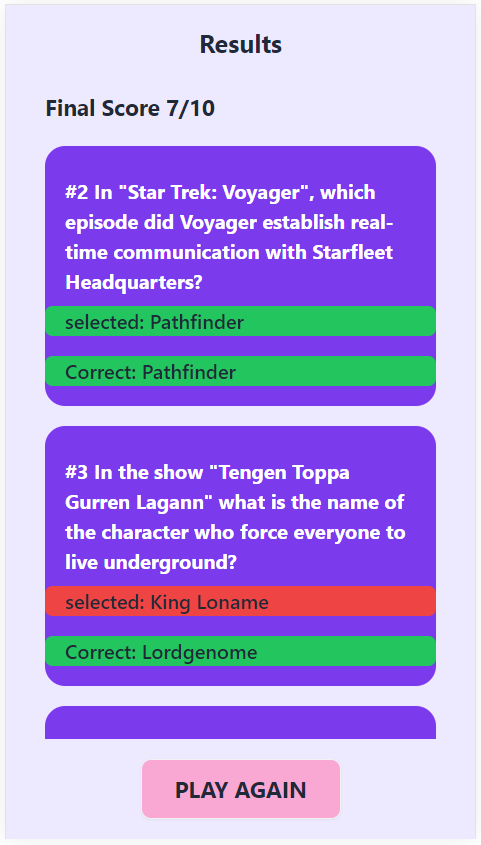 Results
Final Score 7/10
#2 In "Star Trek: Voyager", which
episode did Voyager establish real-
time communication with Starfleet
Headquarters?
selected: Pathfinder
Correct: Pathfinder
#3 In the show "Tengen Toppa
Gurren Lagann" what is the name of
the character who force everyone to
live underground?
selected: King Loname
Correct: Lordgenome
PLAY AGAIN